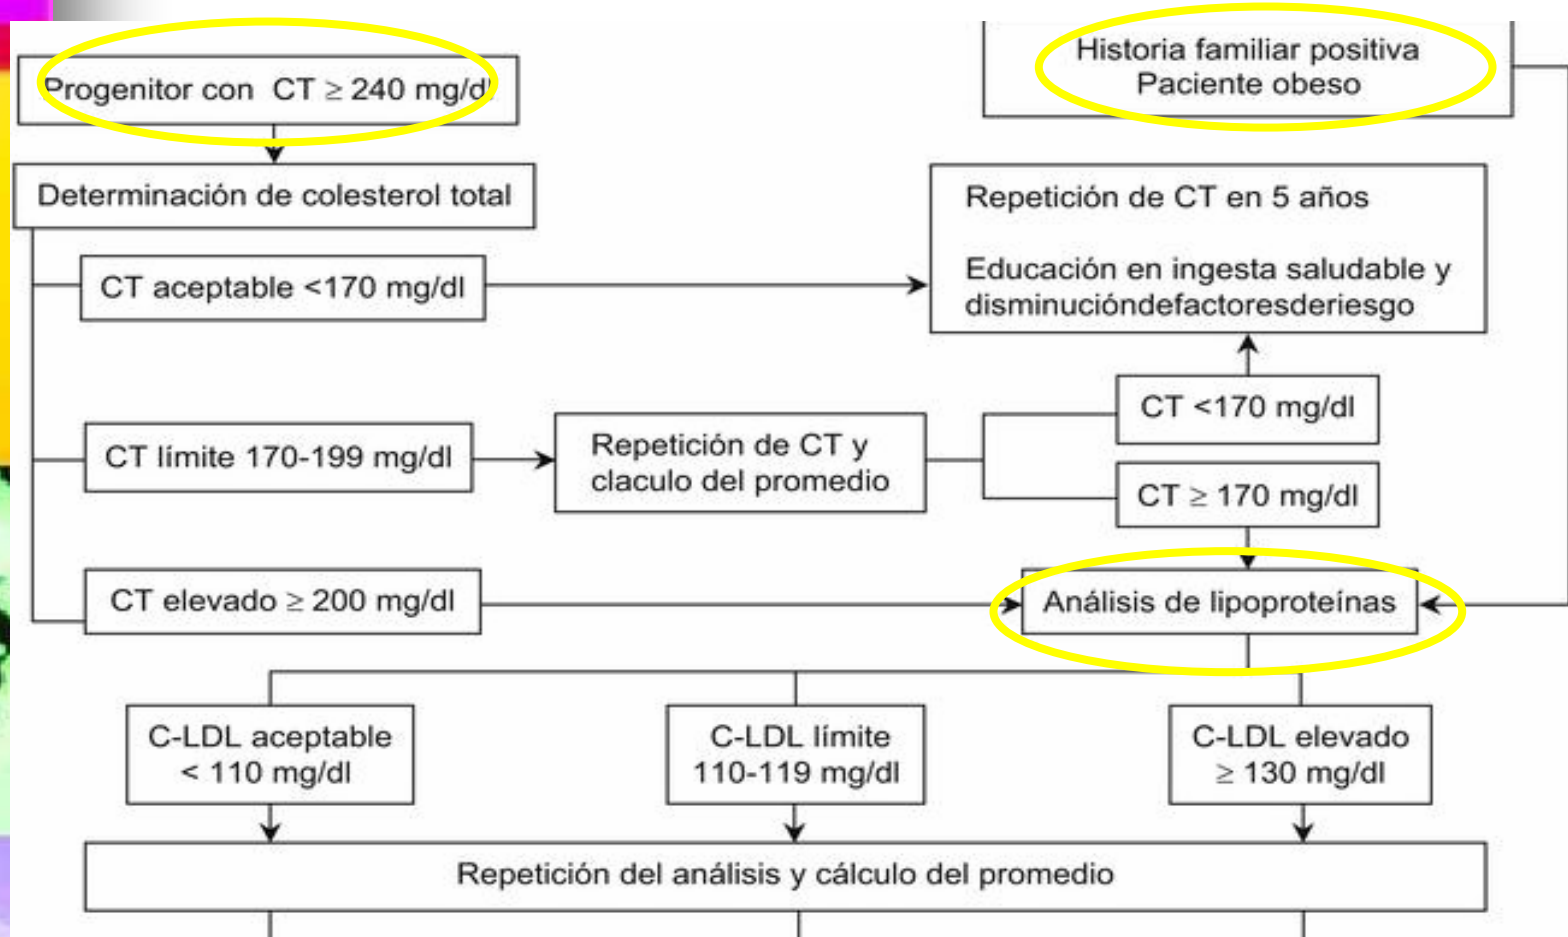 Progenitor con CT ≥ 240 mg/dl
Historia familiar positiva
Paciente obeso
Determinación de colesterol total
Repetición de CT en 5 años
Educación en ingesta saludable y
disminucióndefactoresderiesgo
CT aceptable <170 mg/dl
CT límite 170-199 mg/dl
Repetición de CT y
claculo del promedio
CT <170 mg/dl
CT ≥ 170 mg/dl
CT elevado ≥ 200 mg/dl
Análisis de lipoproteínas
C-LDL aceptable
< 110 mg/dl
C-LDL límite
110-119 mg/dl
C-LDL elevado
≥ 130 mg/dl
Repetición del análisis y cálculo del promedio